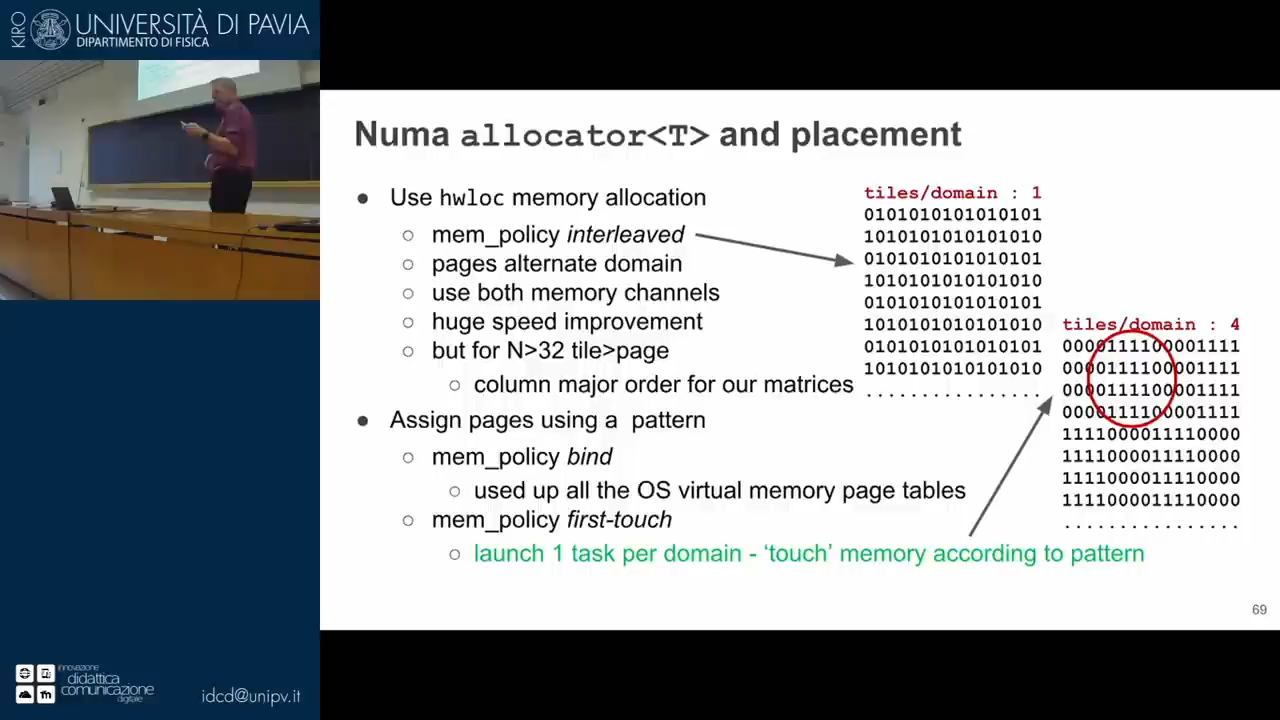 KIRO
UNIVERSITÀ DI PAVIA
DIPARTIMENTO DI FISICA
Numa allocator<T> and placement
● Use hwloc memory allocation
○ mem_policy interleaved
○ pages alternate domain
○ use both memory channels
○ huge speed improvement
○ but for N>32 tile>page
○ column major order for our matrices
● Assign pages using a pattern
○ mem_policy bind
○ used up all the OS virtual memory page tables
○ mem_policy first-touch
○ launch 1 task per domain - ‘touch’ memory according to pattern
tiles/domain : 1
0101010101010101
1010101010101010
0101010101010101
1010101010101010
0101010101010101
1010101010101010
0101010101010101
1010101010101010
................
tiles/domain : 4
0000111100001111
0000111100001111
0000111100001111
0000111100001111
1111000011110000
1111000011110000
1111000011110000
1111000011110000
................
69
innovazione
didattica
comunicazione
digitale
idcd@unipv.it